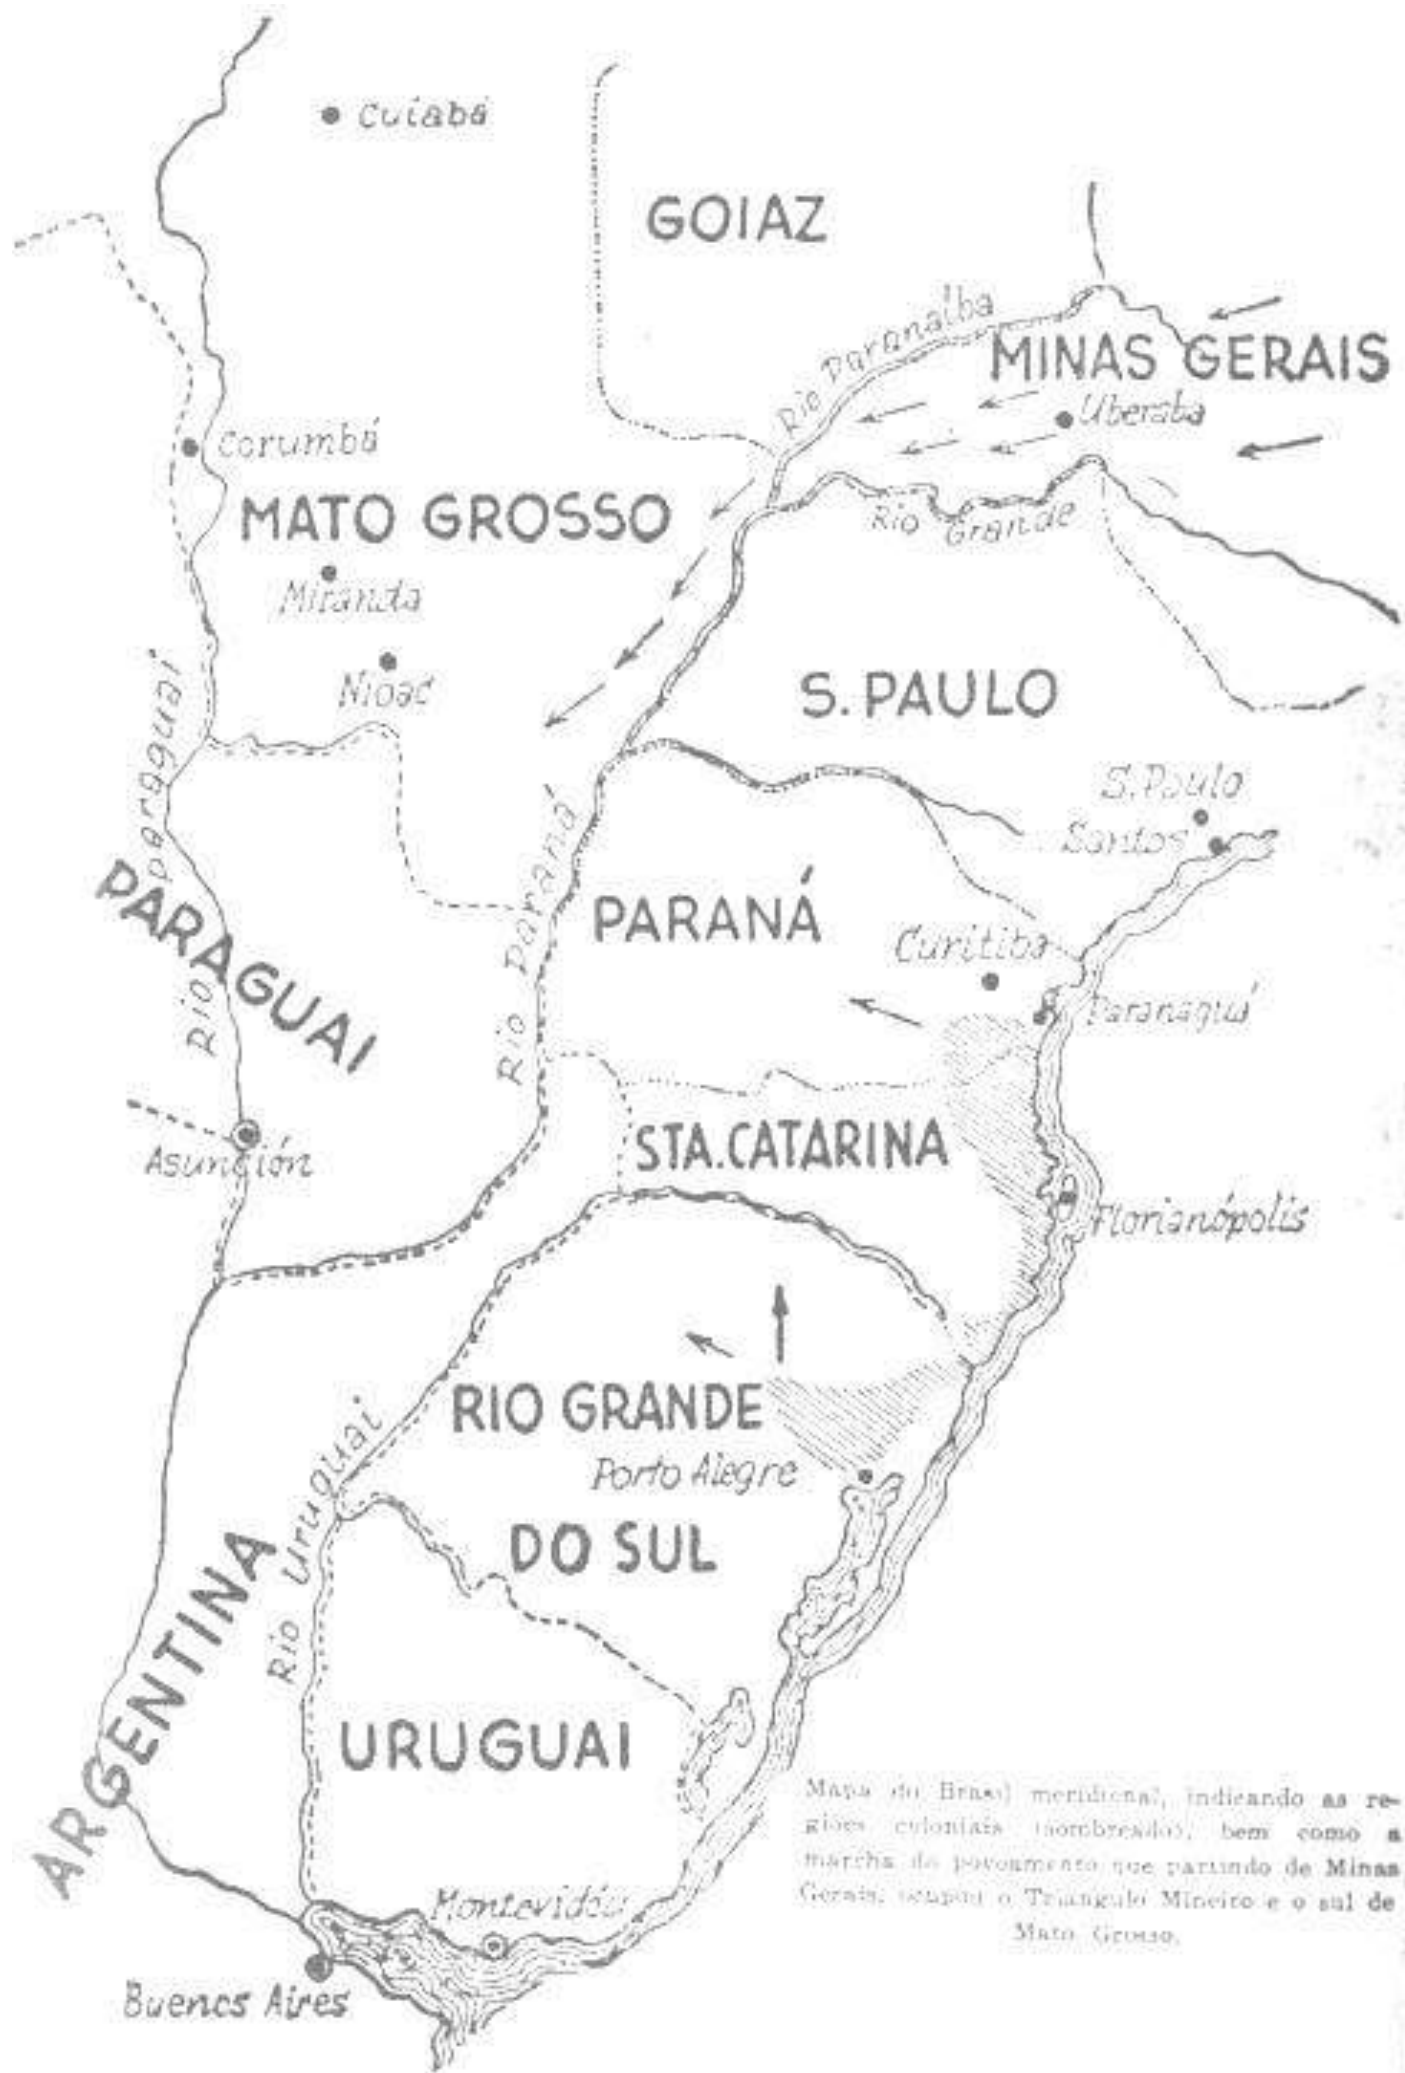 Cuiabá
GOIAZ
Rio Paranaíba
MINAS GERAIS
Uberaba
Corumbá
MATO GROSSO
Rio Grande
Miranda
Nioac
S. PAULO
Rio Paraguai
S. Paulo
Santos
Rio Paraná
PARANÁ
PARAGUAI
Curitiba
Paranaguá
Asunción
STA. CATARINA
Florianópolis
RIO GRANDE
Porto Alegre
DO SUL
Rio Uruguai
ARGENTINA
URUGUAI
Montevidéu
Buenos Aires
Mapa do Brasil meridional, indicando as re-
giões coloniais (sombreado), bem como a
marcha do povoamento que partindo de Minas
Gerais, ocupou o Triangulo Mineiro e o sul de
Mato Grosso.